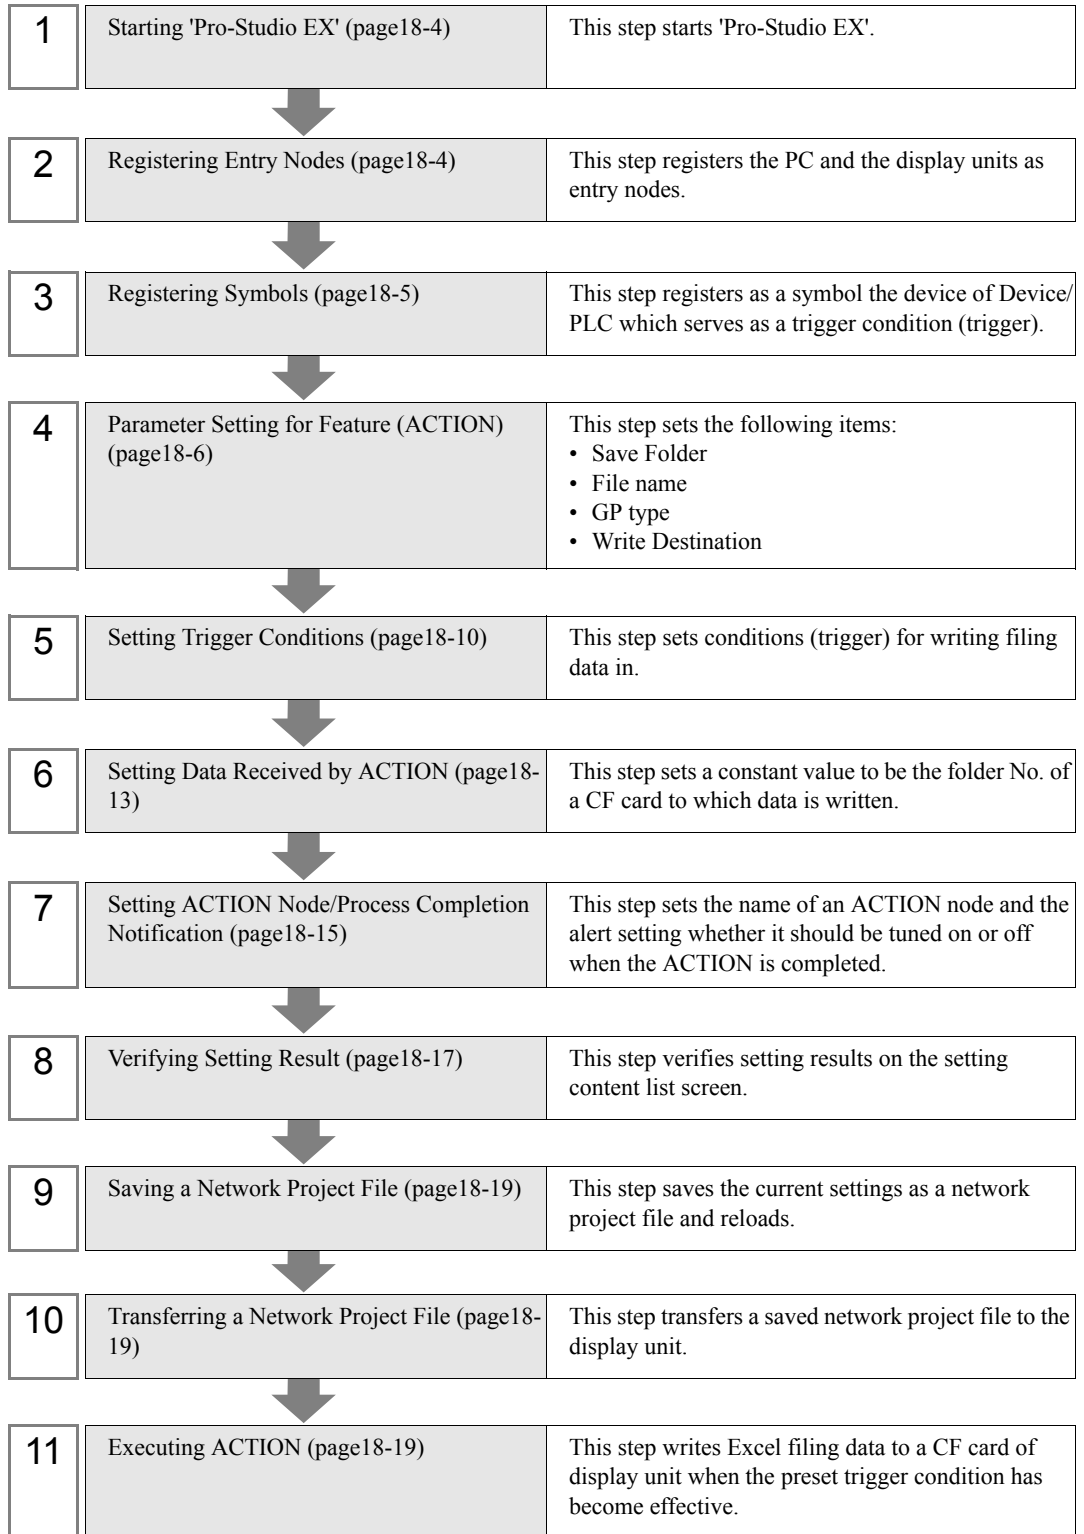 1
Starting 'Pro-Studio EX' (page18-4)
This step starts 'Pro-Studio EX'.
2
Registering Entry Nodes (page18-4)
This step registers the PC and the display units as
entry nodes.
3
Registering Symbols (page18-5)
This step registers as a symbol the device of Device/
PLC which serves as a trigger condition (trigger).
4
Parameter Setting for Feature (ACTION)
(page18-6)
This step sets the following items:
• Save Folder
• File name
• GP type
• Write Destination
5
Setting Trigger Conditions (page18-10)
This step sets conditions (trigger) for writing filing
data in.
6
Setting Data Received by ACTION (page18-
13)
This step sets a constant value to be the folder No. of
a CF card to which data is written.
7
Setting ACTION Node/Process Completion
Notification (page18-15)
This step sets the name of an ACTION node and the
alert setting whether it should be tuned on or off
when the ACTION is completed.
8
Verifying Setting Result (page18-17)
This step verifies setting results on the setting
content list screen.
9
Saving a Network Project File (page18-19)
This step saves the current settings as a network
project file and reloads.
10
Transferring a Network Project File (page18-
19)
This step transfers a saved network project file to the
display unit.
11
Executing ACTION (page18-19)
This step writes Excel filing data to a CF card of
display unit when the preset trigger condition has
become effective.